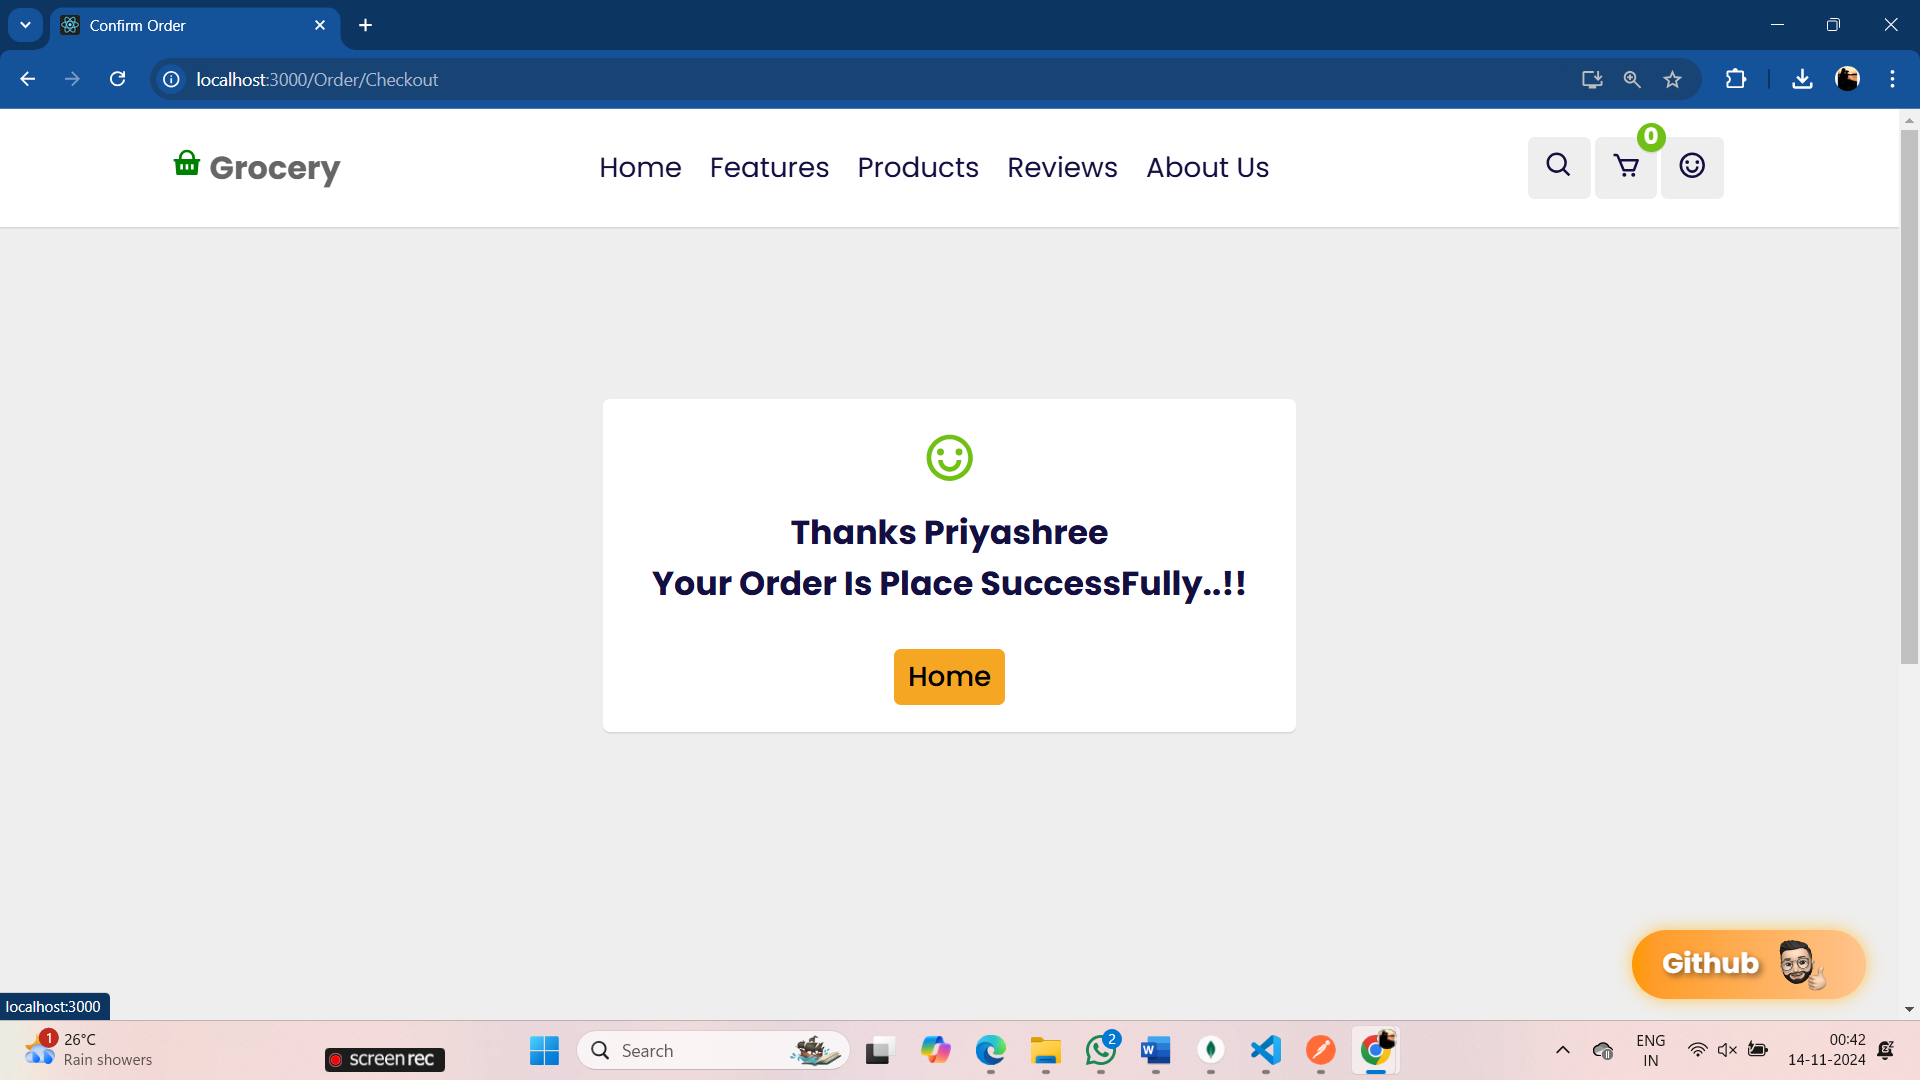 Confirm Order
localhost:3000/Order/Checkout
Grocery
Home Features Products Reviews About Us
0
Thanks Priyashree
Your Order Is Place SuccessFully..!!
Home
Github
localhost:3000
1
26°C
Rain showers
screenrec
Search
2
W
ENG
IN
00:42
14-11-2024